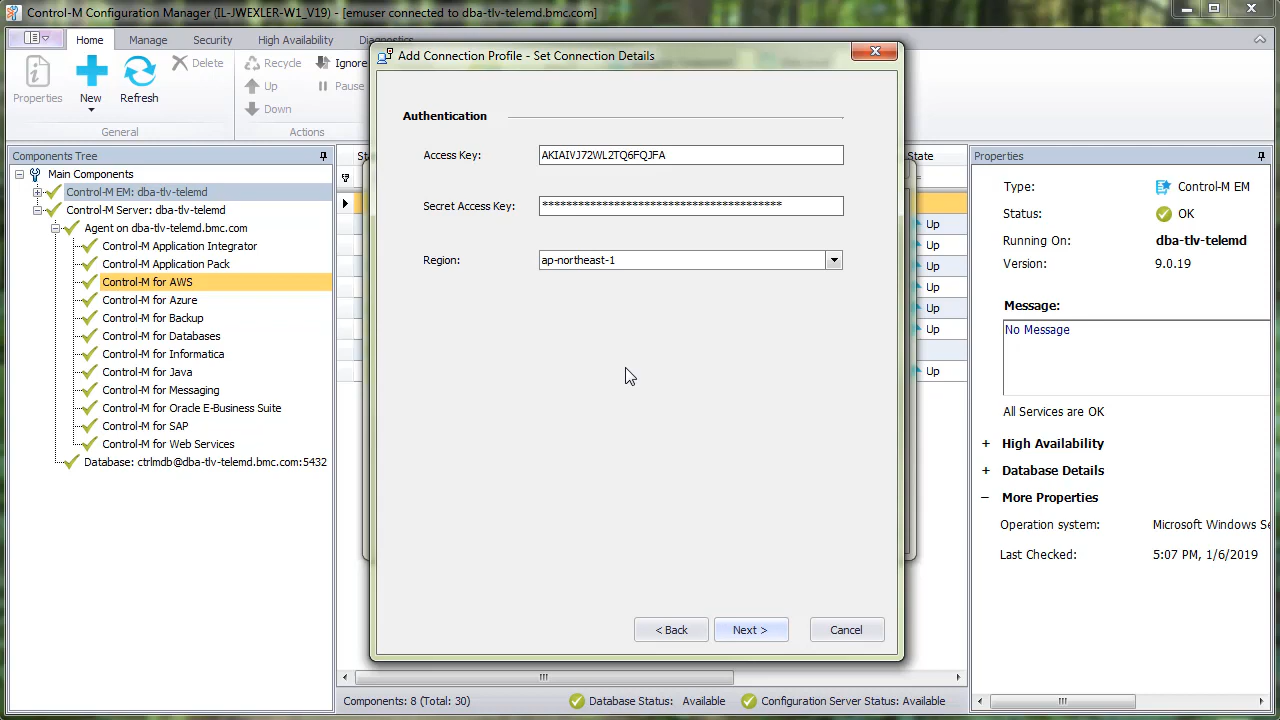 Control-M Configuration Manager (IL-JWEXLER-W1_V19) - [emuser connected to dba-tlv-telemd.bmc.com]
Home Manage Security High Availability Diagnostics
Properties New Refresh Delete Recycle Ignore
Up Pause
Down
General Actions
Components Tree
Main Components
Control-M EM: dba-tlv-telemd
Control-M Server: dba-tlv-telemd
Agent on dba-tlv-telemd.bmc.com
Control-M Application Integrator
Control-M Application Pack
Control-M for AWS
Control-M for Azure
Control-M for Backup
Control-M for Databases
Control-M for Informatica
Control-M for Java
Control-M for Messaging
Control-M for Oracle E-Business Suite
Control-M for SAP
Control-M for Web Services
Database: ctrlmdb@dba-tlv-telemd.bmc.com:5432
Add Connection Profile - Set Connection Details
Authentication
Access Key: AKIAIVJ72WL2TQ6FQJFA
Secret Access Key: ****************************************
Region: ap-northeast-1
< Back Next > Cancel
State
Up
Up
Up
Up
Up
Up
Up
Properties
Type: Control-M EM
Status: OK
Running On: dba-tlv-telemd
Version: 9.0.19
Message:
No Message
All Services are OK
+ High Availability
+ Database Details
− More Properties
Operation system: Microsoft Windows Se
Last Checked: 5:07 PM, 1/6/2019
Components: 8 (Total: 30) Database Status: Available Configuration Server Status: Available